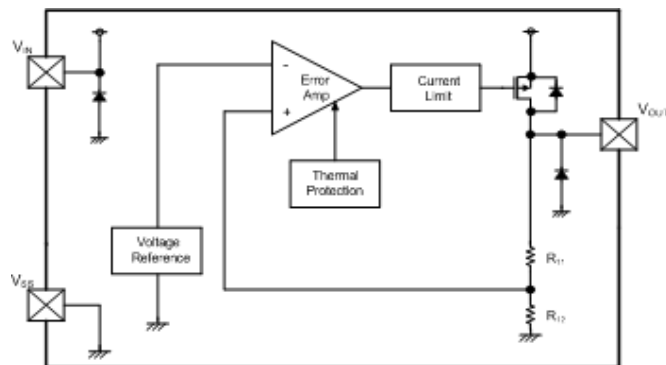 VIN
Error
Amp
-
+
Current
Limit
VOUT
Thermal
Protection
Voltage
Reference
R11
VSS
R12